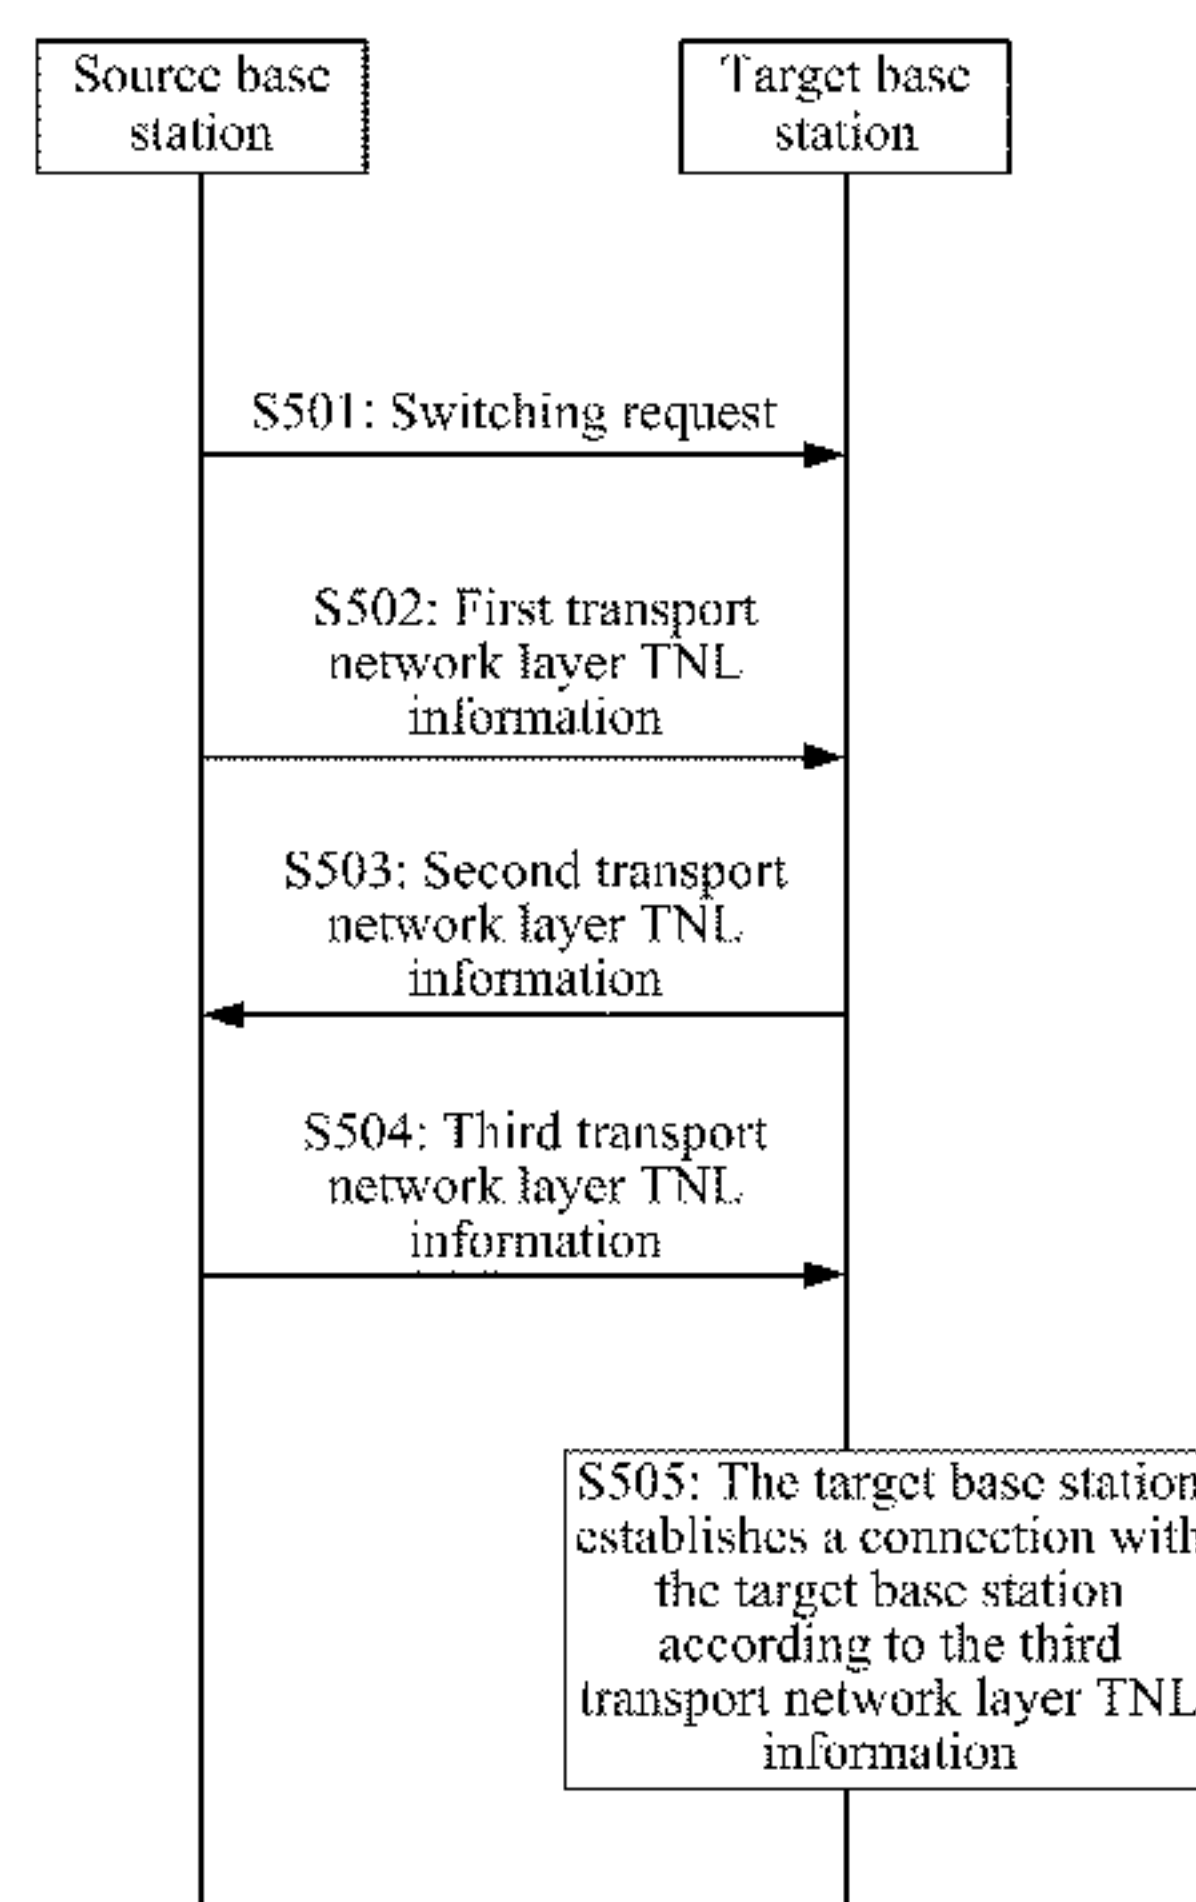 Source base
station
Target base
station
S501: Switching request
S502: First transport
network layer TNL
information
S503: Second transport
network layer TNL
information
S504: Third transport
network layer TNL
information
S505: The target base station
establishes a connection with
the target base station
according to the third
transport network layer TNL
information